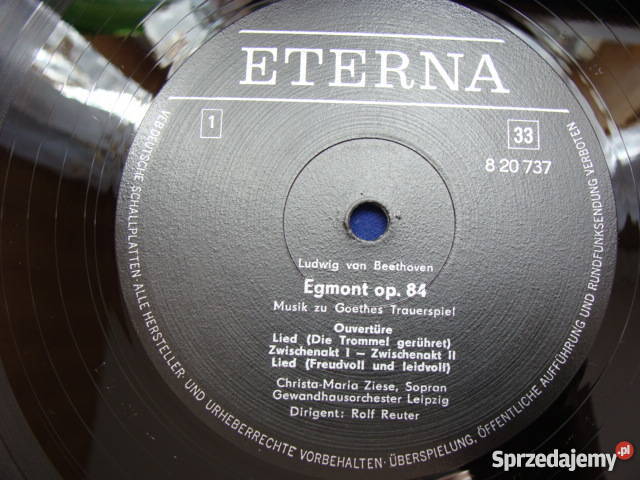 ETERNA
1
33
8 20 737
Ludwig van Beethoven
Egmont op. 84
Musik zu Goethes Trauerspiel
Ouvertüre
Lied (Die Trommel gerühret)
Zwischenakt I – Zwischenakt II
Lied (Freudvoll und leidvoll)
Christa-Maria Ziese, Sopran
Gewandhausorchester Leipzig
Dirigent: Rolf Reuter
VEB DEUTSCHE SCHALLPLATTEN · ALLE HERSTELLER- UND URHEBERRECHTE VORBEHALTEN · ÜBERSPIELUNG, ÖFFENTLICHE AUFFÜHRUNG UND RUNDFUNKSENDUNG VERBOTEN
Sprzedajemy.pl